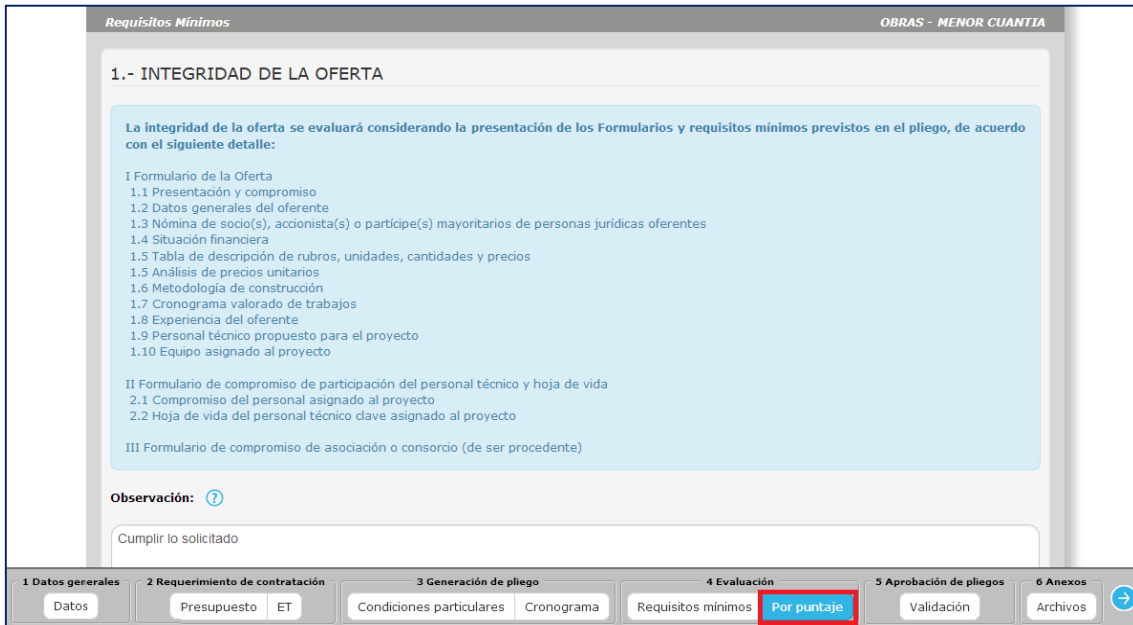 Requisitos Mínimos OBRAS - MENOR CUANTIA
1.- INTEGRIDAD DE LA OFERTA
La integridad de la oferta se evaluará considerando la presentación de los Formularios y requisitos mínimos previstos en el pliego, de acuerdo
con el siguiente detalle:
I Formulario de la Oferta
1.1 Presentación y compromiso
1.2 Datos generales del oferente
1.3 Nómina de socio(s), accionista(s) o partícipe(s) mayoritarios de personas jurídicas oferentes
1.4 Situación financiera
1.5 Tabla de descripción de rubros, unidades, cantidades y precios
1.5 Análisis de precios unitarios
1.6 Metodología de construcción
1.7 Cronograma valorado de trabajos
1.8 Experiencia del oferente
1.9 Personal técnico propuesto para el proyecto
1.10 Equipo asignado al proyecto
II Formulario de compromiso de participación del personal técnico y hoja de vida
2.1 Compromiso del personal asignado al proyecto
2.2 Hoja de vida del personal técnico clave asignado al proyecto
III Formulario de compromiso de asociación o consorcio (de ser procedente)
Observación: ?
Cumplir lo solicitado
1 Datos generales 2 Requerimiento de contratación 3 Generación de pliego 4 Evaluación 5 Aprobación de pliegos 6 Anexos
Datos Presupuesto ET Condiciones particulares Cronograma Requisitos mínimos Por puntaje Validación Archivos